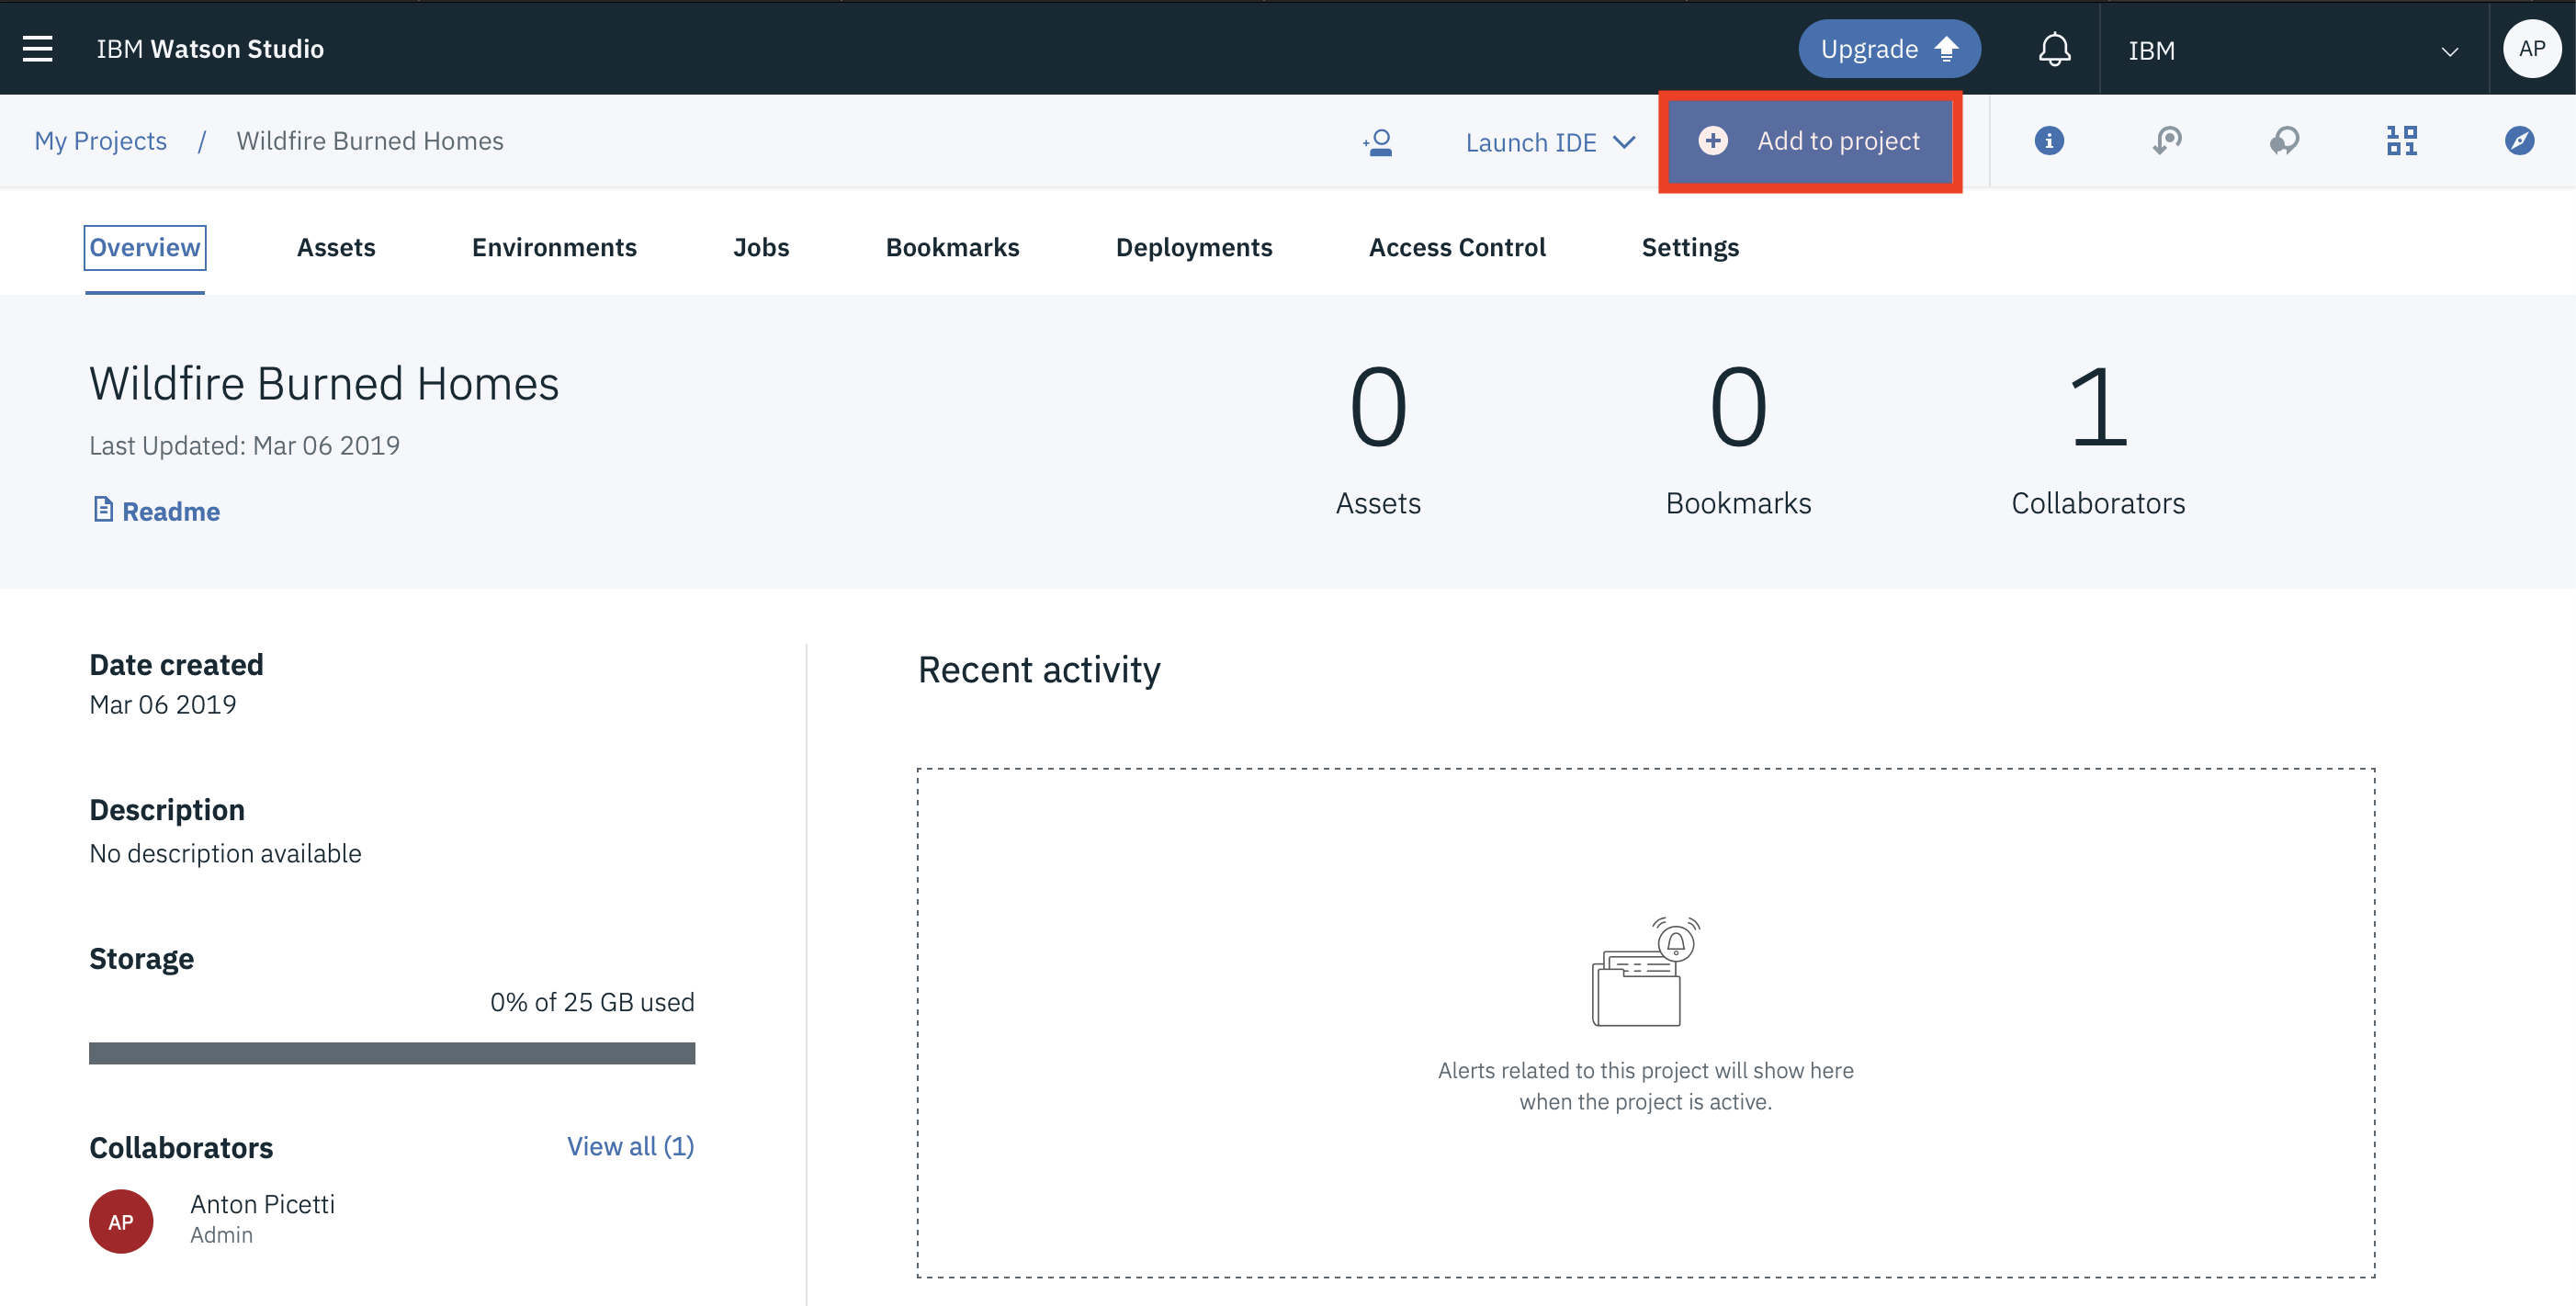 IBM Watson Studio
Upgrade
IBM
AP
My Projects / Wildfire Burned Homes
Launch IDE
Add to project
Overview
Assets
Environments
Jobs
Bookmarks
Deployments
Access Control
Settings
Wildfire Burned Homes
Last Updated: Mar 06 2019
Readme
0
Assets
0
Bookmarks
1
Collaborators
Date created
Mar 06 2019
Description
No description available
Storage
0% of 25 GB used
Collaborators
View all (1)
AP
Anton Picetti
Admin
Recent activity
Alerts related to this project will show here
when the project is active.